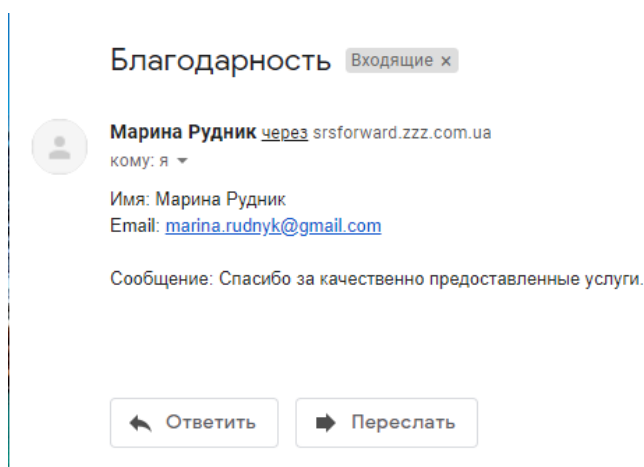 Благодарность Входящие x
Марина Рудник через srsforward.zzz.com.ua
кому: я
Имя: Марина Рудник
Email: marina.rudnyk@gmail.com
Сообщение: Спасибо за качественно предоставленные услуги.
Ответить Переслать